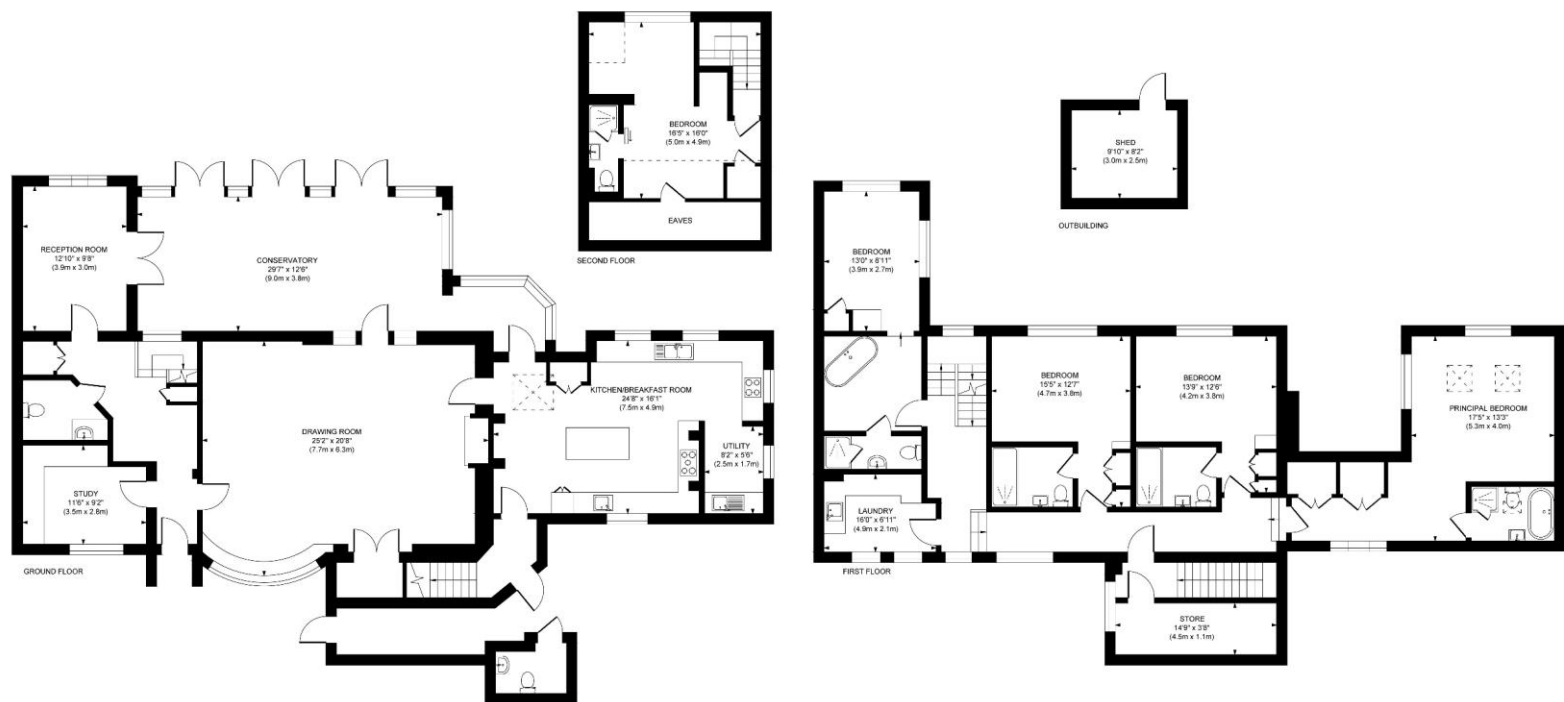 RECEPTION ROOM
12'10" x 9'8"
(3.9m x 3.0m)
CONSERVATORY
29'7" x 12'6"
(9.0m x 3.8m)
DRAWING ROOM
25'2" x 20'8"
(7.7m x 6.3m)
KITCHEN/BREAKFAST ROOM
24'8" x 16'1"
(7.5m x 4.9m)
UTILITY
8'2" x 5'6"
(2.5m x 1.7m)
STUDY
11'6" x 9'2"
(3.5m x 2.8m)
GROUND FLOOR
BEDROOM
16'5" x 16'0"
(5.0m x 4.9m)
EAVES
SECOND FLOOR
SHED
9'10" x 8'2"
(3.0m x 2.5m)
OUTBUILDING
BEDROOM
13'0" x 8'11"
(3.9m x 2.7m)
BEDROOM
15'5" x 12'7"
(4.7m x 3.8m)
BEDROOM
13'9" x 12'6"
(4.2m x 3.8m)
PRINCIPAL BEDROOM
17'5" x 13'3"
(5.3m x 4.0m)
LAUNDRY
16'0" x 6'11"
(4.9m x 2.1m)
FIRST FLOOR
STORE
14'9" x 3'8"
(4.5m x 1.1m)